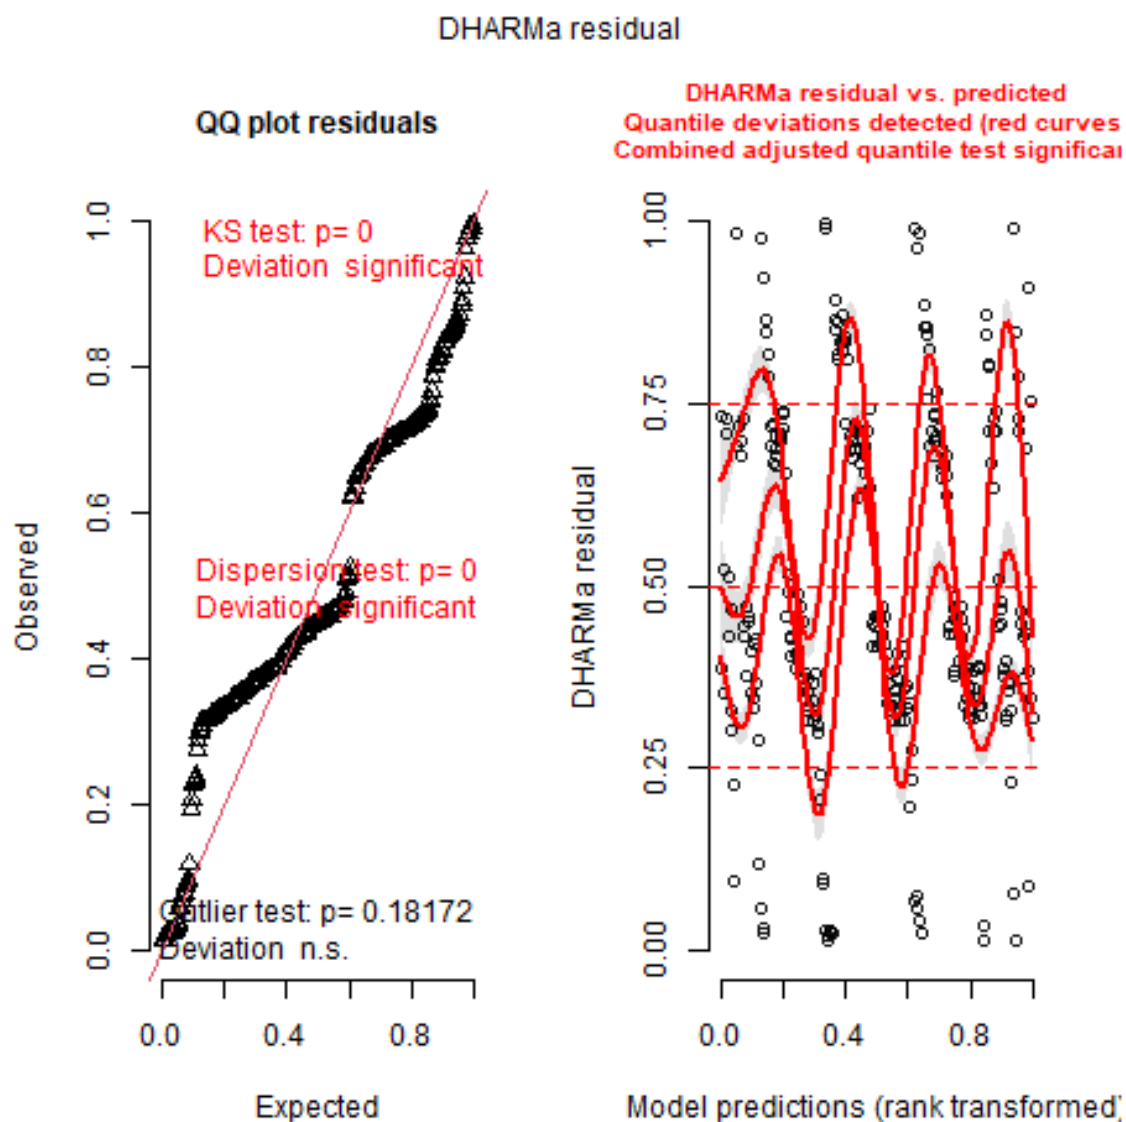 DHARMa residual
QQ plot residuals
KS test: p= 0
Deviation significant
Dispersion test: p= 0
Deviation significant
Outlier test: p= 0.18172
Deviation n.s.
Observed
0.0
0.2
0.4
0.6
0.8
1.0
0.0
0.4
0.8
Expected
DHARMa residual vs. predicted
Quantile deviations detected (red curves
Combined adjusted quantile test significan
DHARMa residual
0.00
0.25
0.50
0.75
1.00
0.0
0.4
0.8
Model predictions (rank transformed)